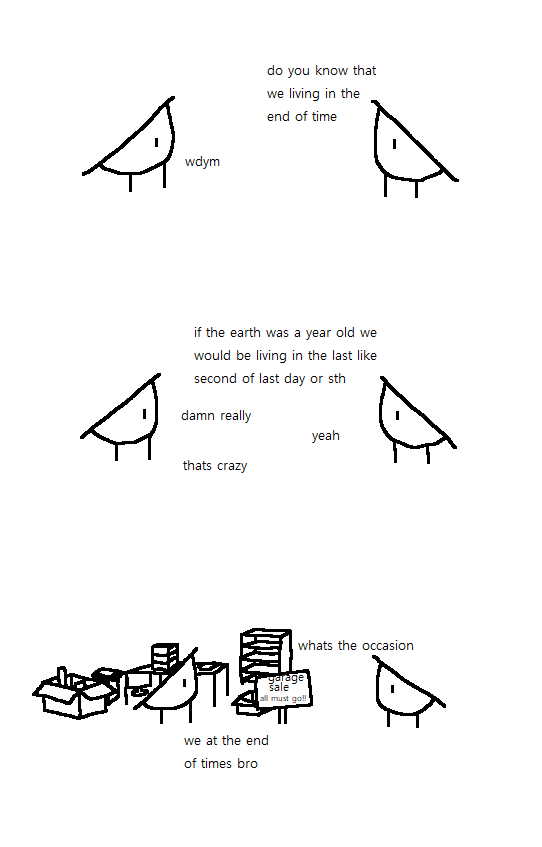 do you know that
we living in the
end of time
wdym
if the earth was a year old we
would be living in the last like
second of last day or sth
damn really
yeah
thats crazy
whats the occasion
garage
sale
all must go!!
we at the end
of times bro